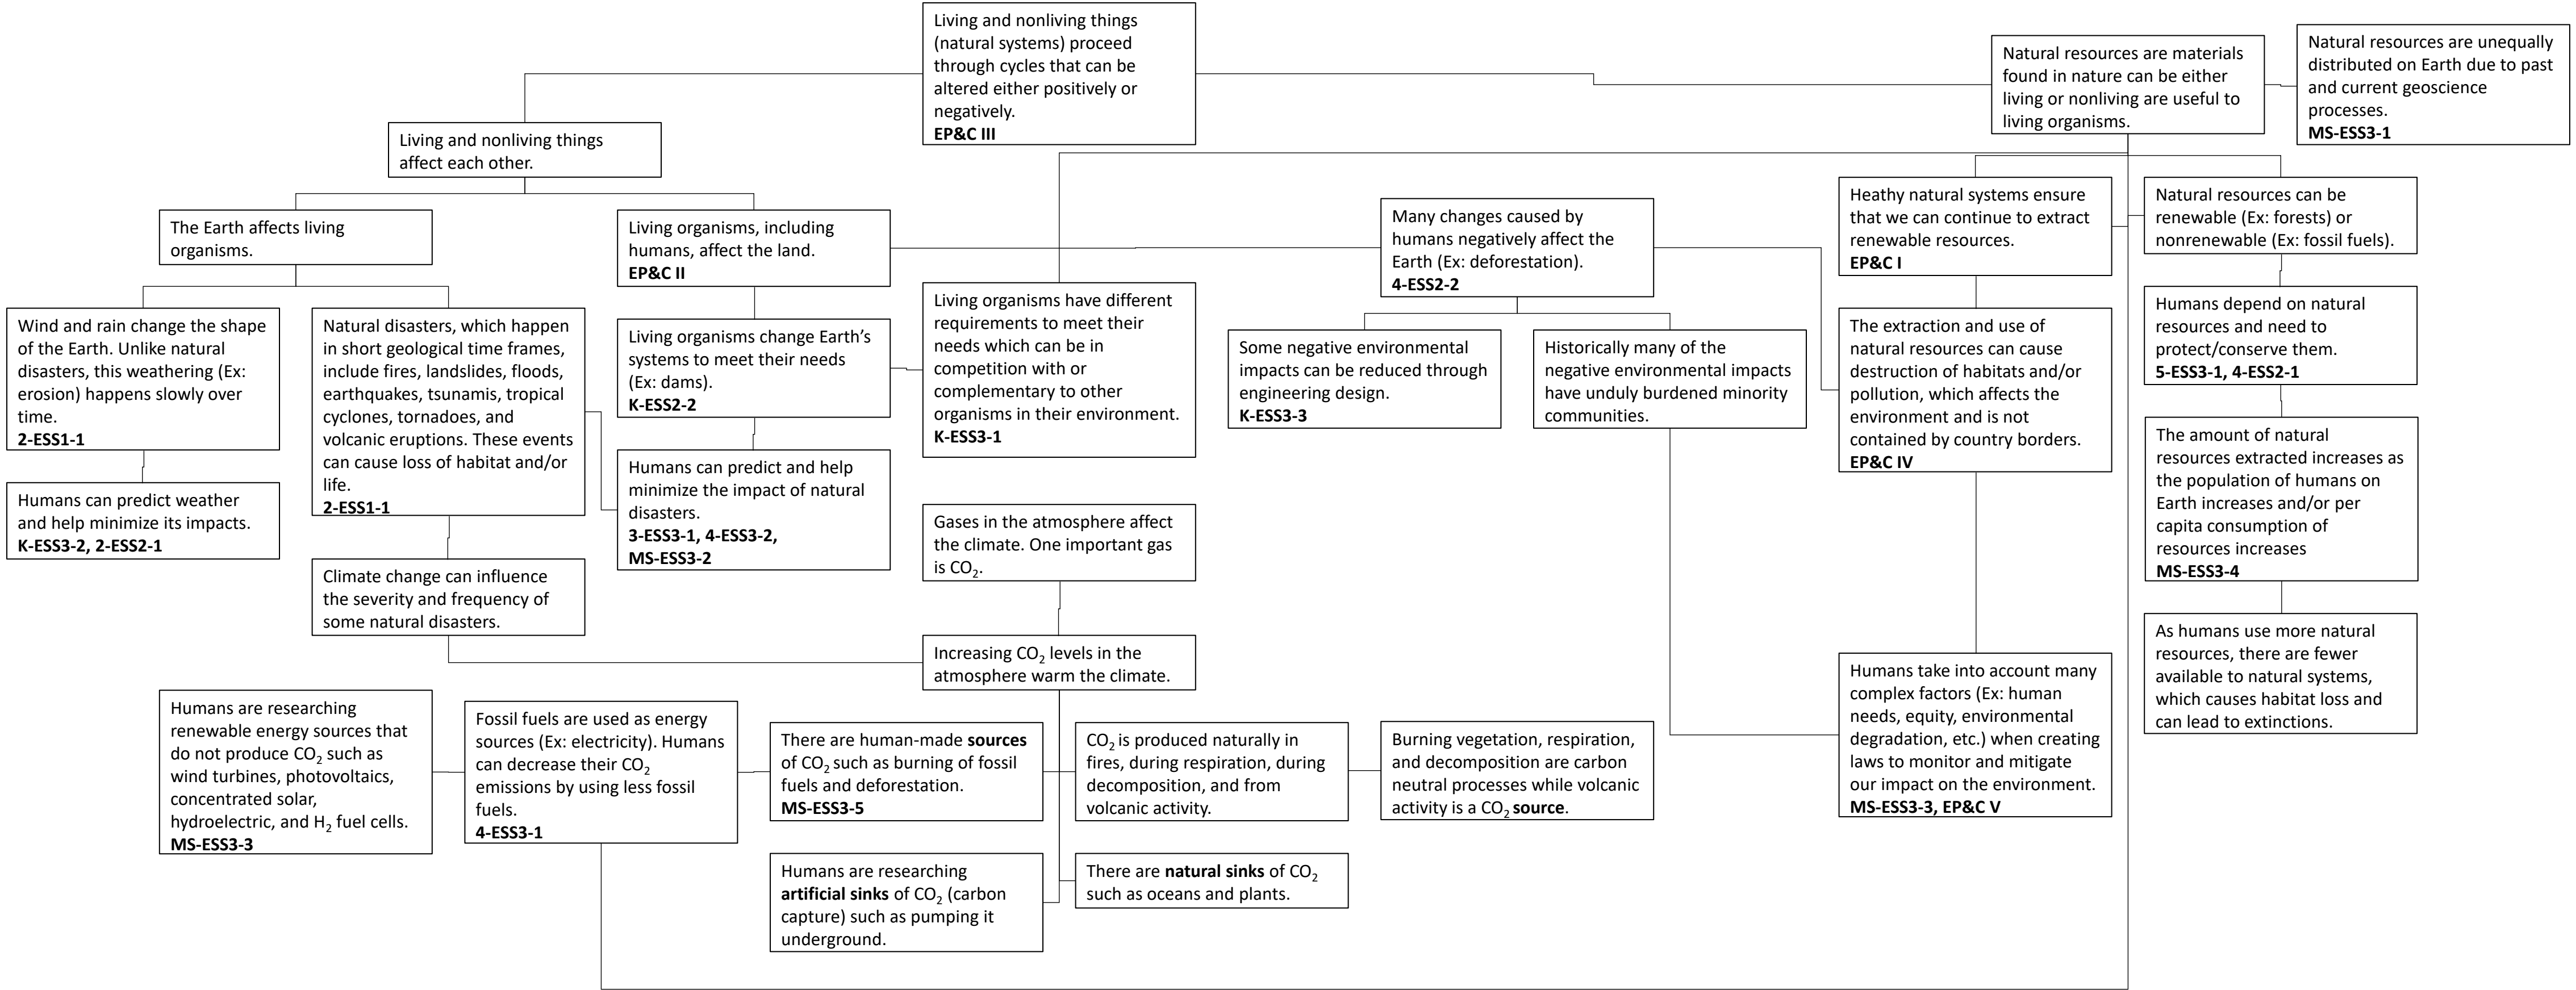 Living and nonliving things
(natural systems) proceed
through cycles that can be
altered either positively or
negatively.
EP&C III
Natural resources are materials
found in nature can be either
living or nonliving are useful to
living organisms.
Natural resources are unequally
distributed on Earth due to past
and current geoscience
processes.
MS-ESS3-1
Living and nonliving things
affect each other.
The Earth affects living
organisms.
Living organisms, including
humans, affect the land.
EP&C II
Many changes caused by
humans negatively affect the
Earth (Ex: deforestation).
4-ESS2-2
Heathy natural systems ensure
that we can continue to extract
renewable resources.
EP&C I
Natural resources can be
renewable (Ex: forests) or
nonrenewable (Ex: fossil fuels).
Wind and rain change the shape
of the Earth. Unlike natural
disasters, this weathering (Ex:
erosion) happens slowly over
time.
2-ESS1-1
Natural disasters, which happen
in short geological time frames,
include fires, landslides, floods,
earthquakes, tsunamis, tropical
cyclones, tornadoes, and
volcanic eruptions. These events
can cause loss of habitat and/or
life.
2-ESS1-1
Living organisms change Earth's
systems to meet their needs
(Ex: dams).
K-ESS2-2
Living organisms have different
requirements to meet their
needs which can be in
competition with or
complementary to other
organisms in their environment.
K-ESS3-1
Some negative environmental
impacts can be reduced through
engineering design.
K-ESS3-3
Historically many of the
negative environmental impacts
have unduly burdened minority
communities.
The extraction and use of
natural resources can cause
destruction of habitats and/or
pollution, which affects the
environment and is not
contained by country borders.
EP&C IV
Humans depend on natural
resources and need to
protect/conserve them.
5-ESS3-1, 4-ESS2-1
Humans can predict weather
and help minimize its impacts.
K-ESS3-2, 2-ESS2-1
Humans can predict and help
minimize the impact of natural
disasters.
3-ESS3-1, 4-ESS3-2,
MS-ESS3-2
Gases in the atmosphere affect
the climate. One important gas
is CO₂.
The amount of natural
resources extracted increases as
the population of humans on
Earth increases and/or per
capita consumption of
resources increases
MS-ESS3-4
Climate change can influence
the severity and frequency of
some natural disasters.
Increasing CO₂ levels in the
atmosphere warm the climate.
As humans use more natural
resources, there are fewer
available to natural systems,
which causes habitat loss and
can lead to extinctions.
Humans are researching
renewable energy sources that
do not produce CO₂ such as
wind turbines, photovoltaics,
concentrated solar,
hydroelectric, and H₂ fuel cells.
MS-ESS3-3
Fossil fuels are used as energy
sources (Ex: electricity). Humans
can decrease their CO₂
emissions by using less fossil
fuels.
4-ESS3-1
There are human-made sources
of CO₂ such as burning of fossil
fuels and deforestation.
MS-ESS3-5
CO₂ is produced naturally in
fires, during respiration, during
decomposition, and from
volcanic activity.
Burning vegetation, respiration,
and decomposition are carbon
neutral processes while volcanic
activity is a CO₂ source.
Humans take into account many
complex factors (Ex: human
needs, equity, environmental
degradation, etc.) when creating
laws to monitor and mitigate
our impact on the environment.
MS-ESS3-3, EP&C V
Humans are researching
artificial sinks of CO₂ (carbon
capture) such as pumping it
underground.
There are natural sinks of CO₂
such as oceans and plants.